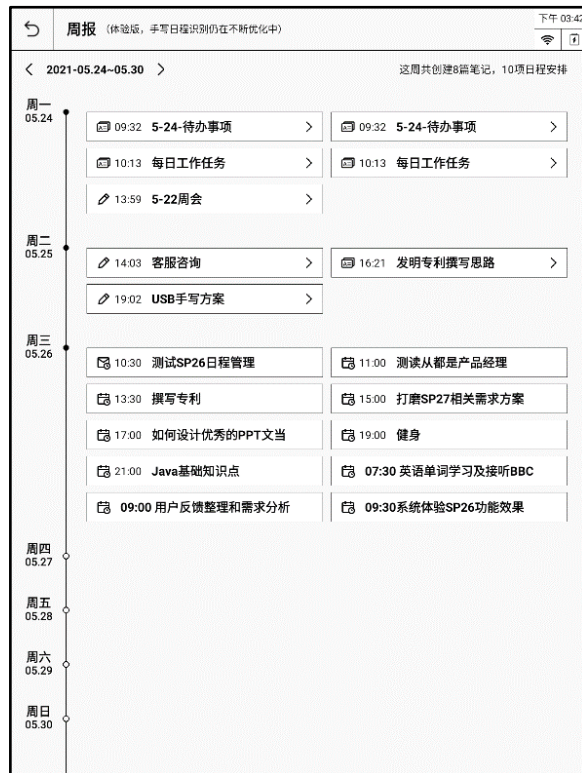 下午 03:42
周报 (体验版，手写日程识别仍在不断优化中)
2021-05.24~05.30 这周共创建8篇笔记，10项日程安排
周一
05.24
09:32 5-24-待办事项 09:32 5-24-待办事项
10:13 每日工作任务 10:13 每日工作任务
13:59 5-22周会
周二
05.25
14:03 客服咨询 16:21 发明专利撰写思路
19:02 USB手写方案
周三
05.26
10:30 测试SP26日程管理 11:00 测读从都是产品经理
13:30 撰写专利 15:00 打磨SP27相关需求方案
17:00 如何设计优秀的PPT文当 19:00 健身
21:00 Java基础知识点 07:30 英语单词学习及接听BBC
09:00 用户反馈整理和需求分析 09:30系统体验SP26功能效果
周四
05.27
周五
05.28
周六
05.29
周日
05.30